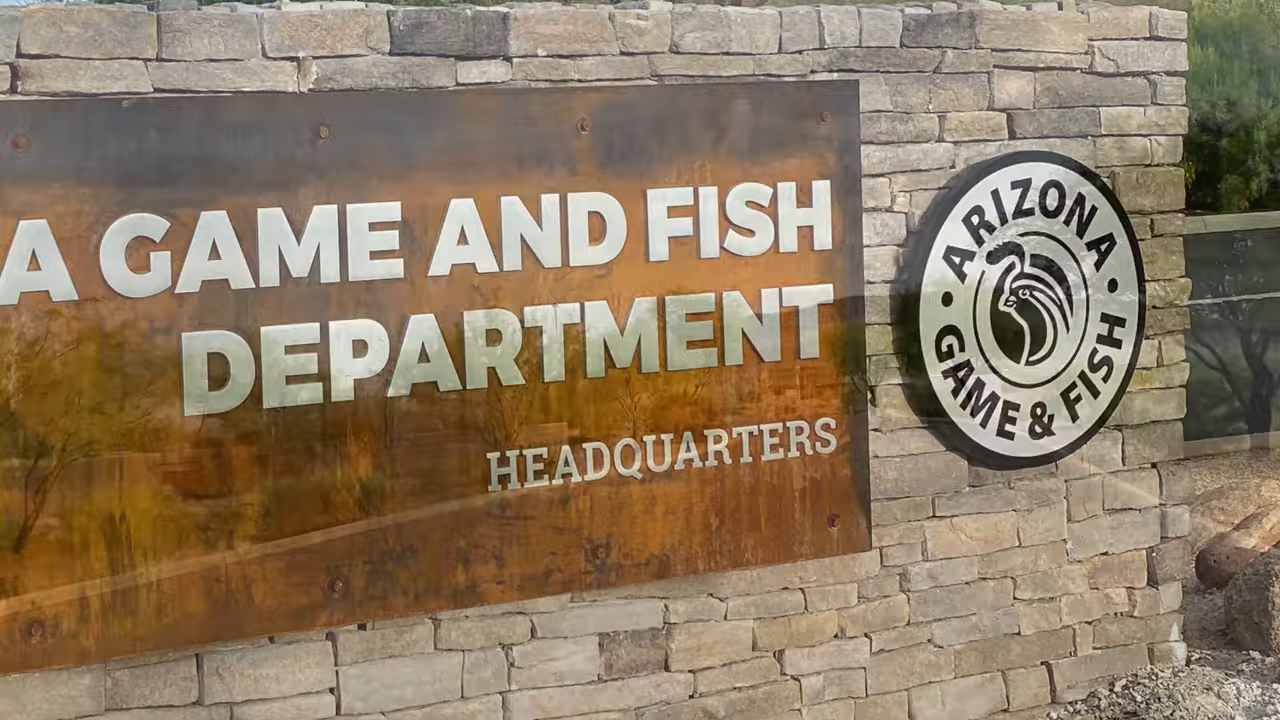 A GAME AND FISH
DEPARTMENT
HEADQUARTERS
ARIZONA
GAME & FISH